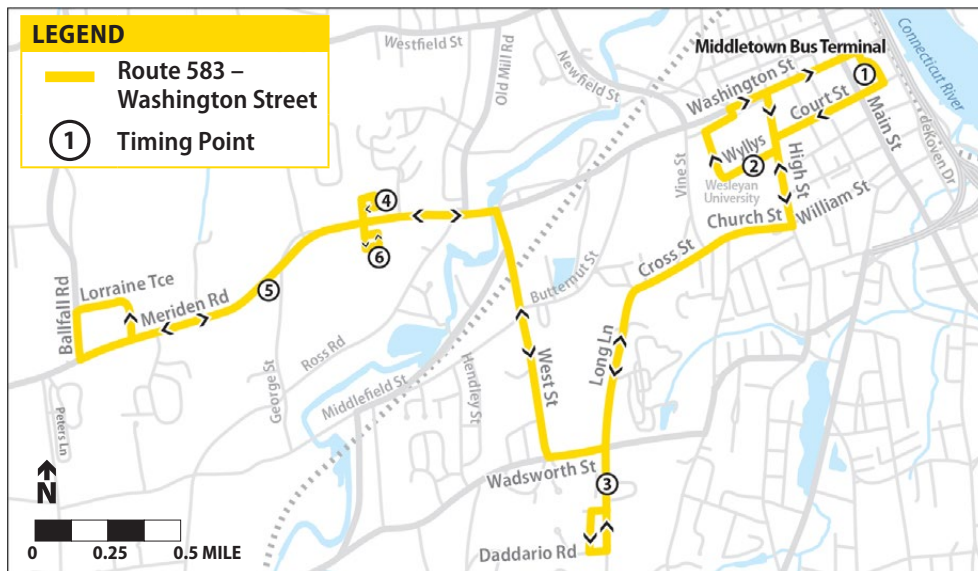 LEGEND
Route 583 –
Washington Street
1
Timing Point
Westfield St
Old Mill Rd
Newfield St
Middletown Bus Terminal
Connecticut River
Washington St
1
Court St
Main St
deKoven Dr
Wyllys
2
High St
Vine St
Wesleyan
University
Church St
William St
4
6
Cross St
Butternut St
5
Lorraine Tce
Meriden Rd
Ballfall Rd
Long Ln
West St
Ross Rd
George St
Middlefield St
Hendley St
Peters Ln
Wadsworth St
3
Daddario Rd
N
0
0.25
0.5 MILE